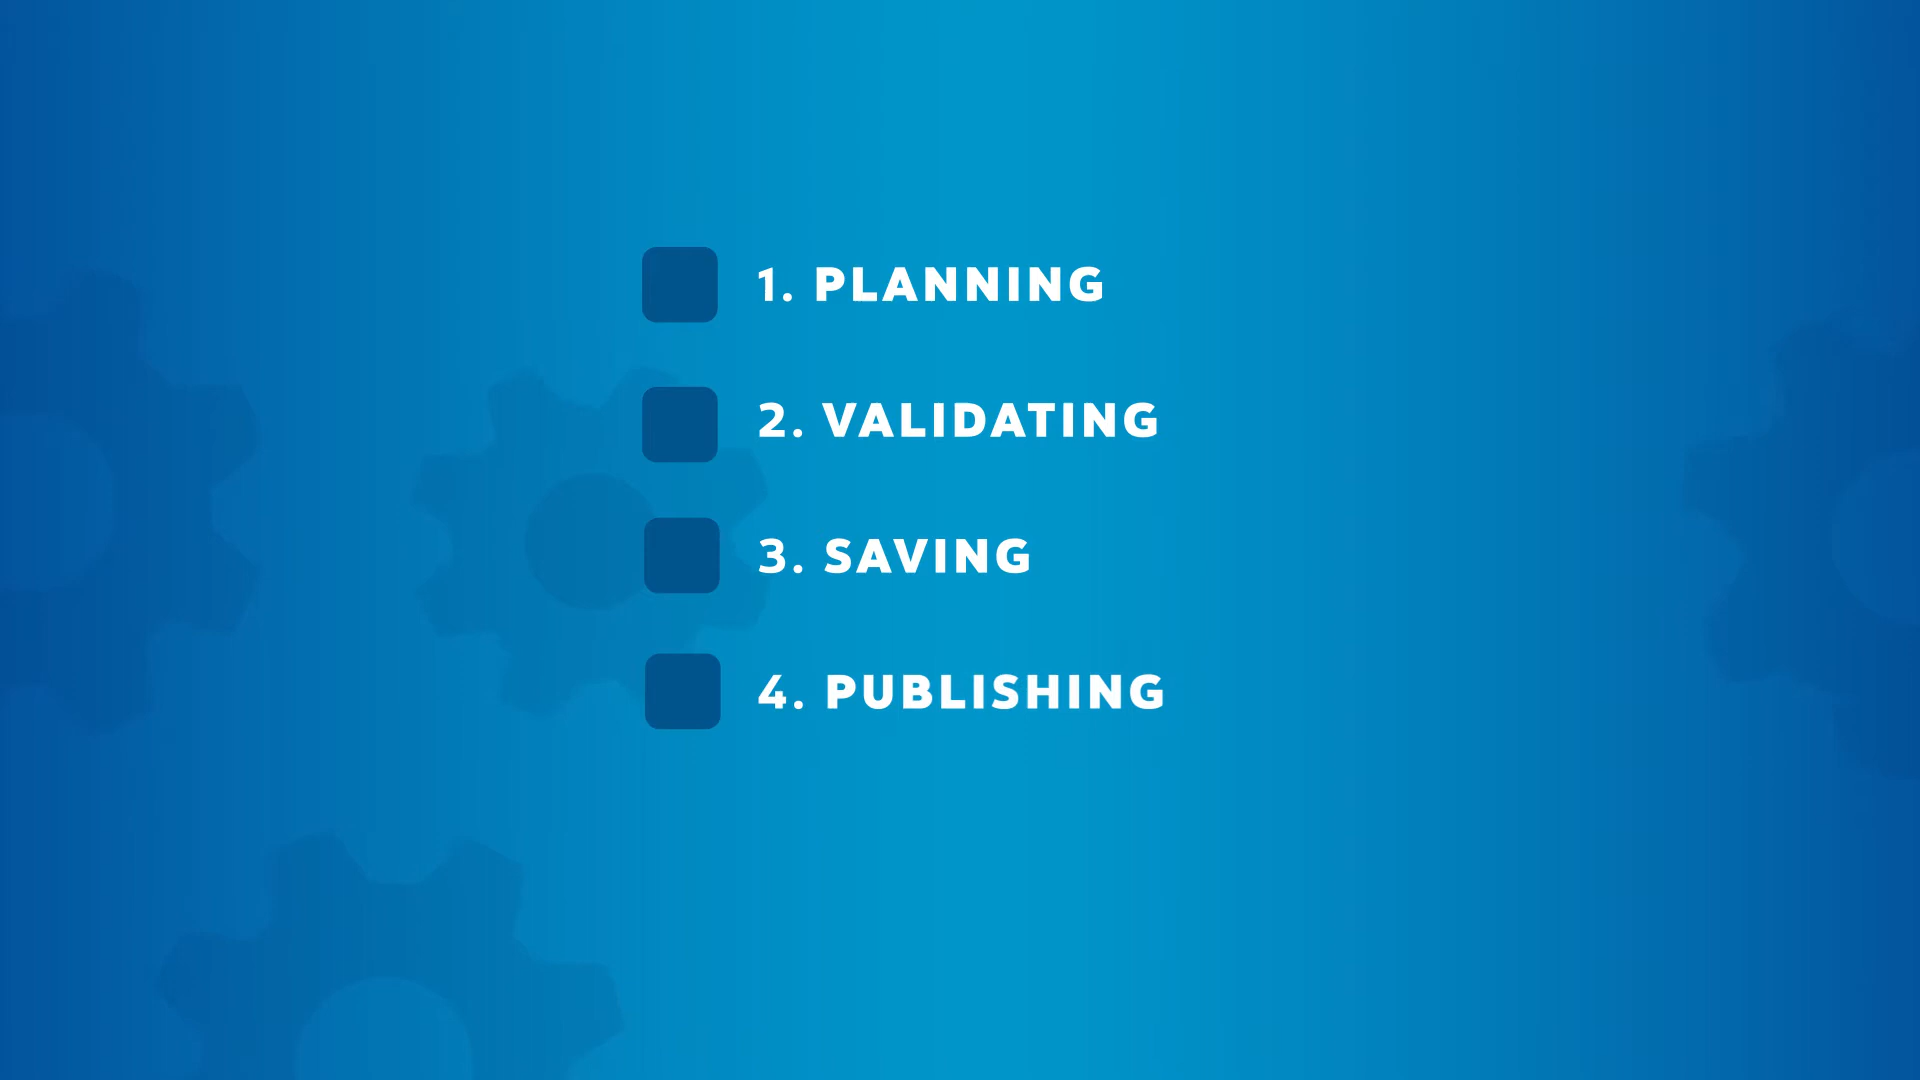 1. PLANNING
2. VALIDATING
3. SAVING
4. PUBLISHING